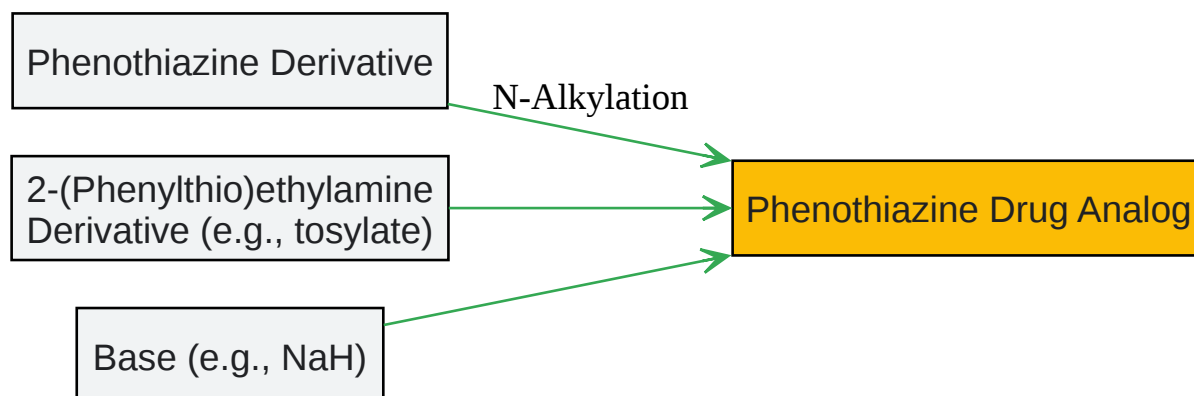 Phenothiazine Derivative
N-Alkylation
2-(Phenylthio)ethylamine
Derivative (e.g., tosylate)
Phenothiazine Drug Analog
Base (e.g., NaH)